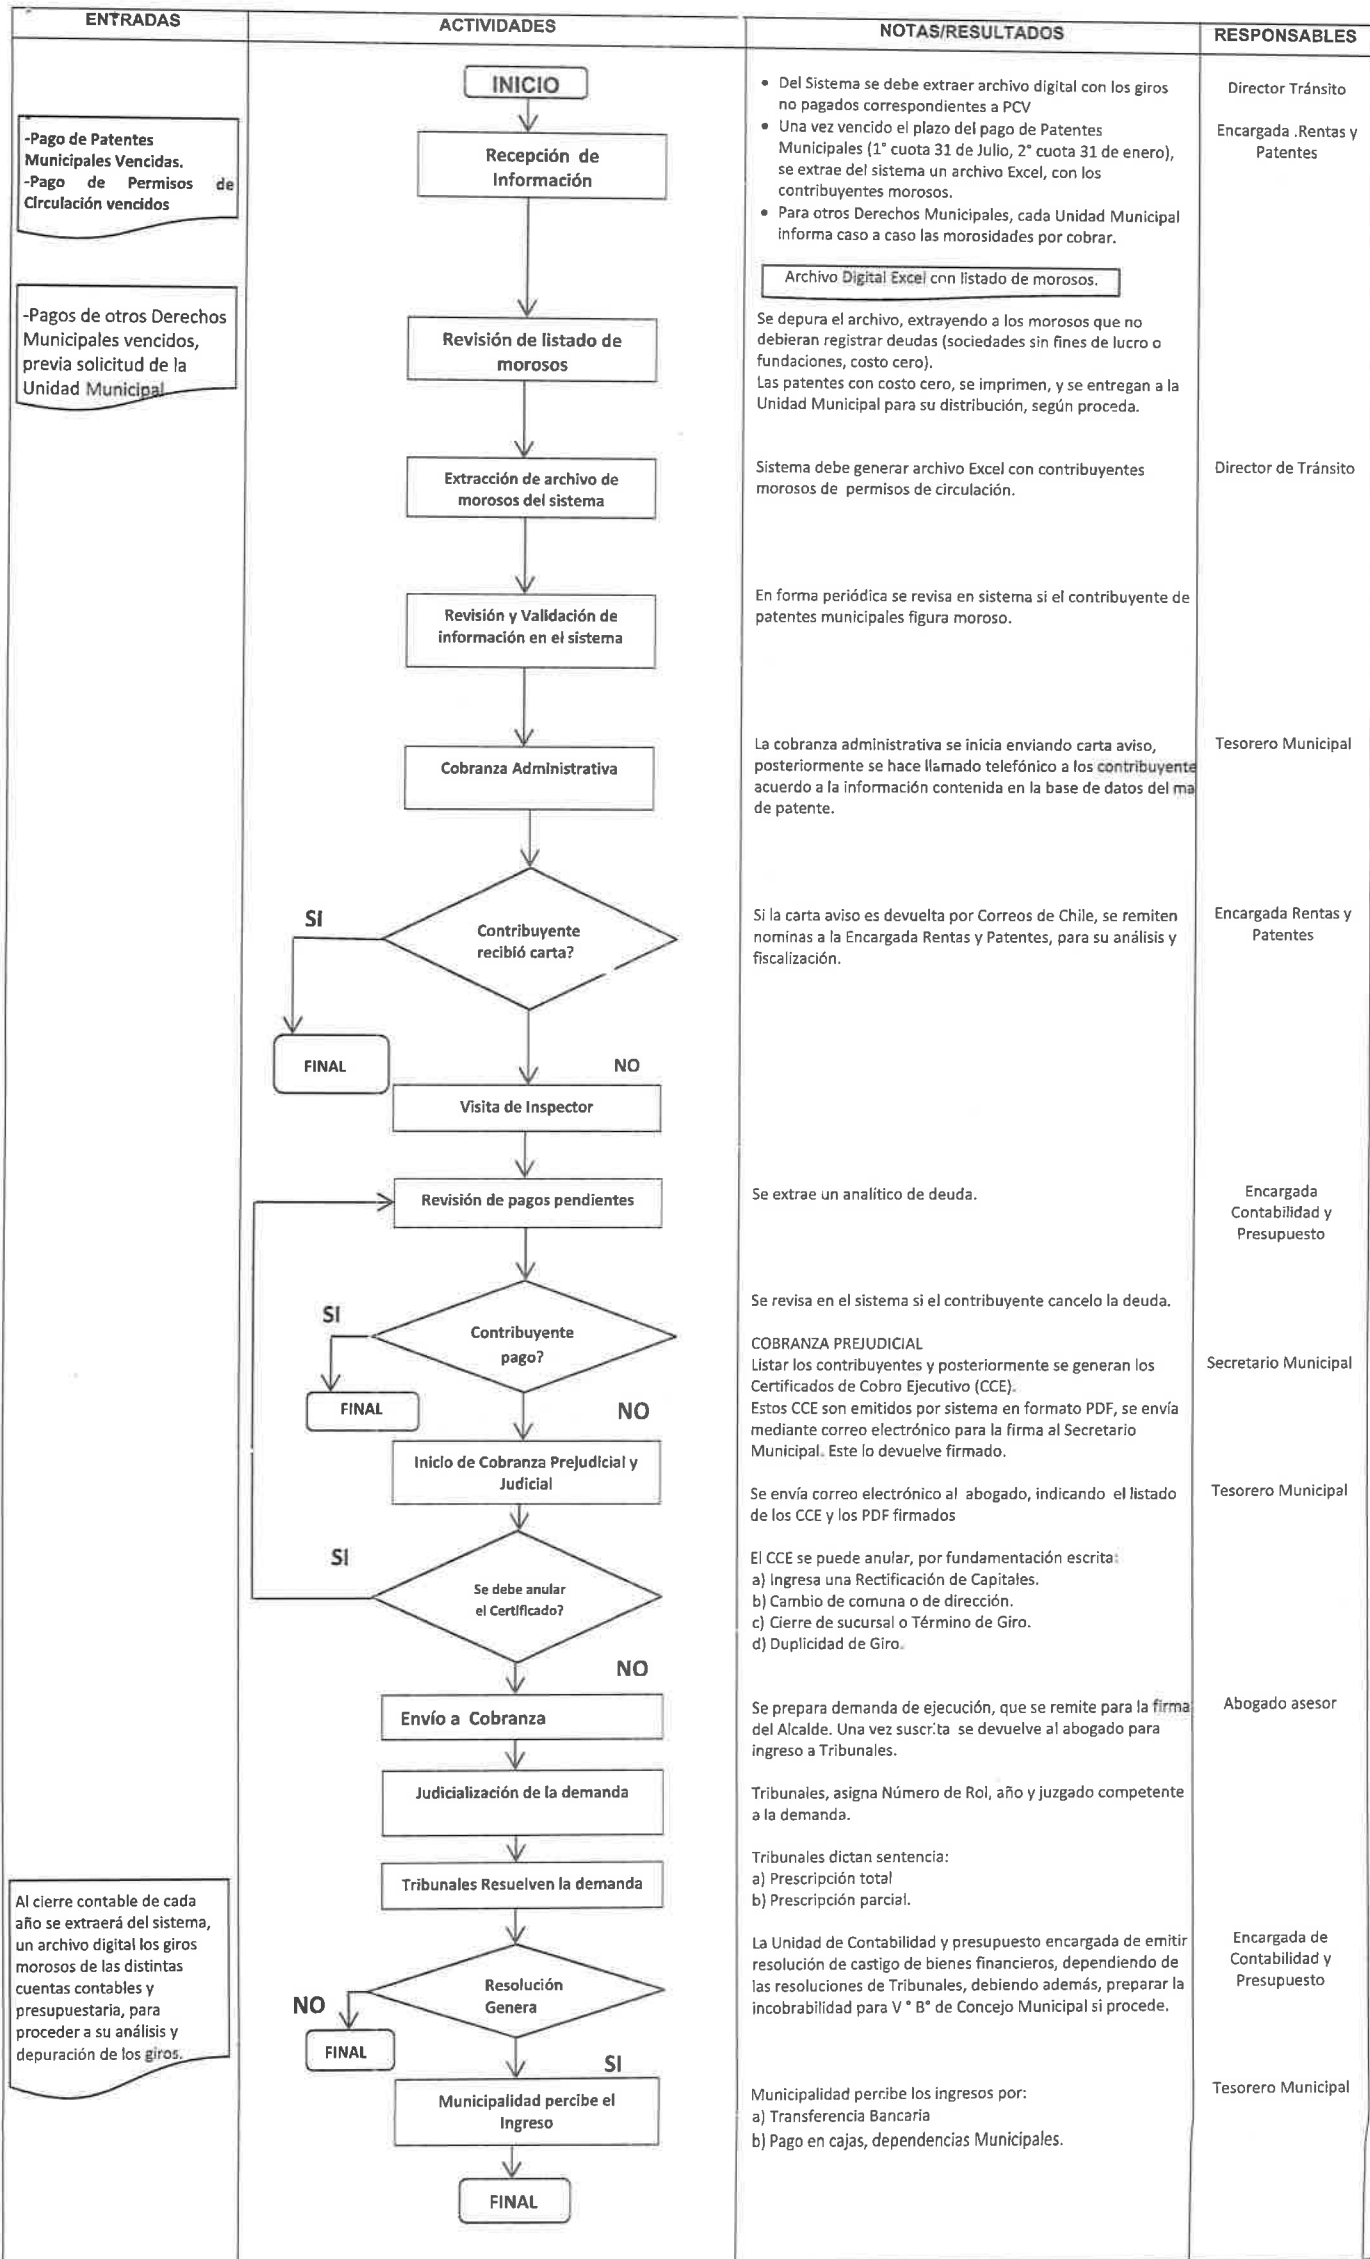 ENTRADAS
ACTIVIDADES
NOTAS/RESULTADOS
RESPONSABLES
INICIO
-Pago de Patentes
Municipales Vencidas.
-Pago de Permisos de
Circulación vencidos
Recepción de
Información
• Del Sistema se debe extraer archivo digital con los giros
no pagados correspondientes a PCV
• Una vez vencido el plazo del pago de Patentes
Municipales (1° cuota 31 de Julio, 2° cuota 31 de enero),
se extrae del sistema un archivo Excel, con los
contribuyentes morosos.
• Para otros Derechos Municipales, cada Unidad Municipal
informa caso a caso las morosidades por cobrar.
Director Tránsito
Encargada .Rentas y
Patentes
Archivo Digital Excel con listado de morosos.
-Pagos de otros Derechos
Municipales vencidos,
previa solicitud de la
Unidad Municipal
Revisión de listado de
morosos
Se depura el archivo, extrayendo a los morosos que no
debieran registrar deudas (sociedades sin fines de lucro o
fundaciones, costo cero).
Las patentes con costo cero, se imprimen, y se entregan a la
Unidad Municipal para su distribución, según proceda.
Extracción de archivo de
morosos del sistema
Sistema debe generar archivo Excel con contribuyentes
morosos de permisos de circulación.
Director de Tránsito
Revisión y Validación de
información en el sistema
En forma periódica se revisa en sistema si el contribuyente de
patentes municipales figura moroso.
Cobranza Administrativa
La cobranza administrativa se inicia enviando carta aviso,
posteriormente se hace llamado telefónico a los contribuyente
acuerdo a la información contenida en la base de datos del ma
de patente.
Tesorero Municipal
SI
Contribuyente
recibió carta?
Si la carta aviso es devuelta por Correos de Chile, se remiten
nominas a la Encargada Rentas y Patentes, para su análisis y
fiscalización.
Encargada Rentas y
Patentes
FINAL
NO
Visita de Inspector
Revisión de pagos pendientes
Se extrae un analítico de deuda.
Encargada
Contabilidad y
Presupuesto
SI
Contribuyente
pago?
Se revisa en el sistema si el contribuyente cancelo la deuda.
COBRANZA PREJUDICIAL
Listar los contribuyentes y posteriormente se generan los
Certificados de Cobro Ejecutivo (CCE).
Estos CCE son emitidos por sistema en formato PDF, se envía
mediante correo electrónico para la firma al Secretario
Municipal. Este lo devuelve firmado.
Secretario Municipal
FINAL
NO
Inicio de Cobranza Prejudicial y
Judicial
Se envía correo electrónico al abogado, indicando el listado
de los CCE y los PDF firmados
Tesorero Municipal
SI
Se debe anular
el Certificado?
El CCE se puede anular, por fundamentación escrita:
a) Ingresa una Rectificación de Capitales.
b) Cambio de comuna o de dirección.
c) Cierre de sucursal o Término de Giro.
d) Duplicidad de Giro.
NO
Envío a Cobranza
Se prepara demanda de ejecución, que se remite para la firma
del Alcalde. Una vez suscrita se devuelve al abogado para
ingreso a Tribunales.
Abogado asesor
Judicialización de la demanda
Tribunales, asigna Número de Rol, año y juzgado competente
a la demanda.
Tribunales Resuelven la demanda
Tribunales dictan sentencia:
a) Prescripción total
b) Prescripción parcial.
Al cierre contable de cada
año se extraerá del sistema,
un archivo digital los giros
morosos de las distintas
cuentas contables y
presupuestaria, para
proceder a su análisis y
depuración de los giros.
Resolución
Genera
La Unidad de Contabilidad y presupuesto encargada de emitir
resolución de castigo de bienes financieros, dependiendo de
las resoluciones de Tribunales, debiendo además, preparar la
incobrabilidad para V ° B° de Concejo Municipal si procede.
Encargada de
Contabilidad y
Presupuesto
NO
FINAL
SI
Municipalidad percibe el
Ingreso
Municipalidad percibe los ingresos por:
a) Transferencia Bancaria
b) Pago en cajas, dependencias Municipales.
Tesorero Municipal
FINAL